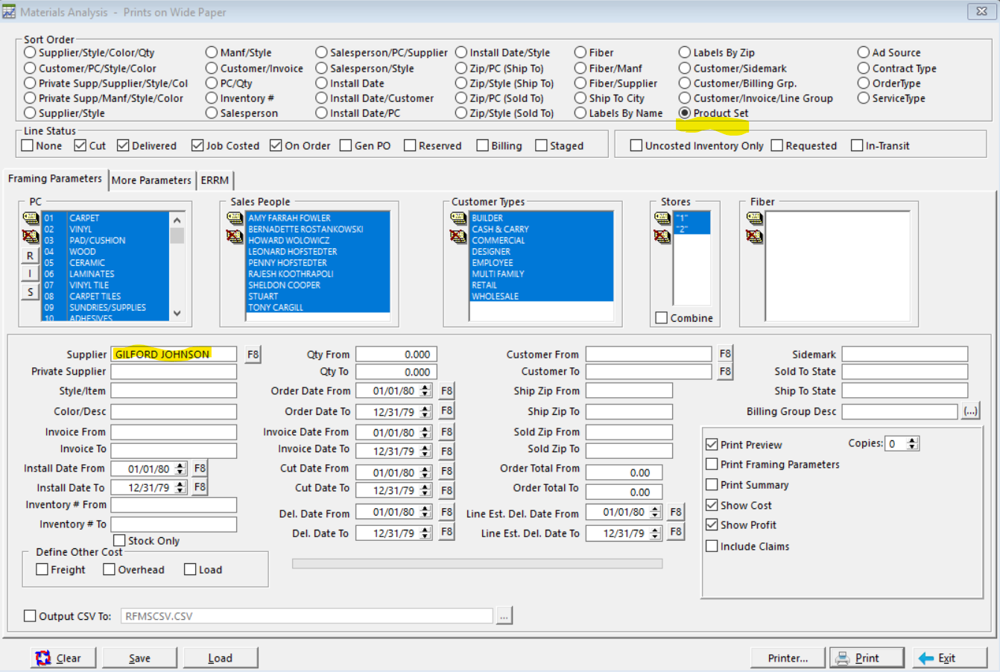 Materials Analysis - Prints on Wide Paper
Sort Order
Supplier/Style/Color/Qty Manf/Style Salesperson/PC/Supplier Install Date/Style Fiber Labels By Zip Ad Source
Customer/PC/Style/Color Customer/Invoice Salesperson/Style Zip/PC (Ship To) Fiber/Manf Customer/Sidemark Contract Type
Private Supp/Supplier/Style/Col PC/Qty Install Date Zip/Style (Ship To) Fiber/Supplier Customer/Billing Grp. OrderType
Private Supp/Manf/Style/Color Inventory # Install Date/Customer Zip/PC (Sold To) Ship To City Customer/Invoice/Line Group ServiceType
Supplier/Style Salesperson Install Date/PC Zip/Style (Sold To) Labels By Name Product Set
Line Status
None Cut Delivered Job Costed On Order Gen PO Reserved Billing Staged Uncosted Inventory Only Requested In-Transit
Framing Parameters More Parameters ERRM
PC Sales People Customer Types Stores Fiber
01 CARPET AMY FARRAH FOWLER BUILDER "1"
02 VINYL BERNADETTE ROSTANKOWSKI CASH & CARRY "2"
03 PAD/CUSHION HOWARD WOLOWICZ COMMERCIAL
04 WOOD LEONARD HOFSTEDTER DESIGNER
R
05 CERAMIC PENNY HOFSTEDTER EMPLOYEE
06 LAMINATES RAJESH KOOTHRAPOLI MULTI FAMILY
I
07 VINYL TILE SHELDON COOPER RETAIL
08 CARPET TILES STUART WHOLESALE
S
09 SUNDRIES/SUPPLIES TONY CARGILL
10 ADHESIVES
Combine
Supplier GILFORD JOHNSON F8 Qty From 0.000 Customer From F8 Sidemark
Private Supplier Qty To 0.000 Customer To F8 Sold To State
Style/Item Order Date From 01/01/80 F8 Ship Zip From Ship To State
Color/Desc Order Date To 12/31/79 F8 Ship Zip To Billing Group Desc (...)
Invoice From Invoice Date From 01/01/80 F8 Sold Zip From
Invoice To Invoice Date To 12/31/79 F8 Sold Zip To Print Preview Copies: 0
Install Date From 01/01/80 F8 Cut Date From 01/01/80 F8 Order Total From 0.00 Print Framing Parameters
Install Date To 12/31/79 F8 Cut Date To 12/31/79 F8 Order Total To 0.00 Print Summary
Inventory # From Del. Date From 01/01/80 F8 Line Est. Del. Date From 01/01/80 F8 Show Cost
Inventory # To Del. Date To 12/31/79 F8 Line Est. Del. Date To 12/31/79 F8 Show Profit
Stock Only Include Claims
Define Other Cost
Freight Overhead Load
Output CSV To: RFMSCSV.CSV ...
Clear Save Load Printer... Print Exit